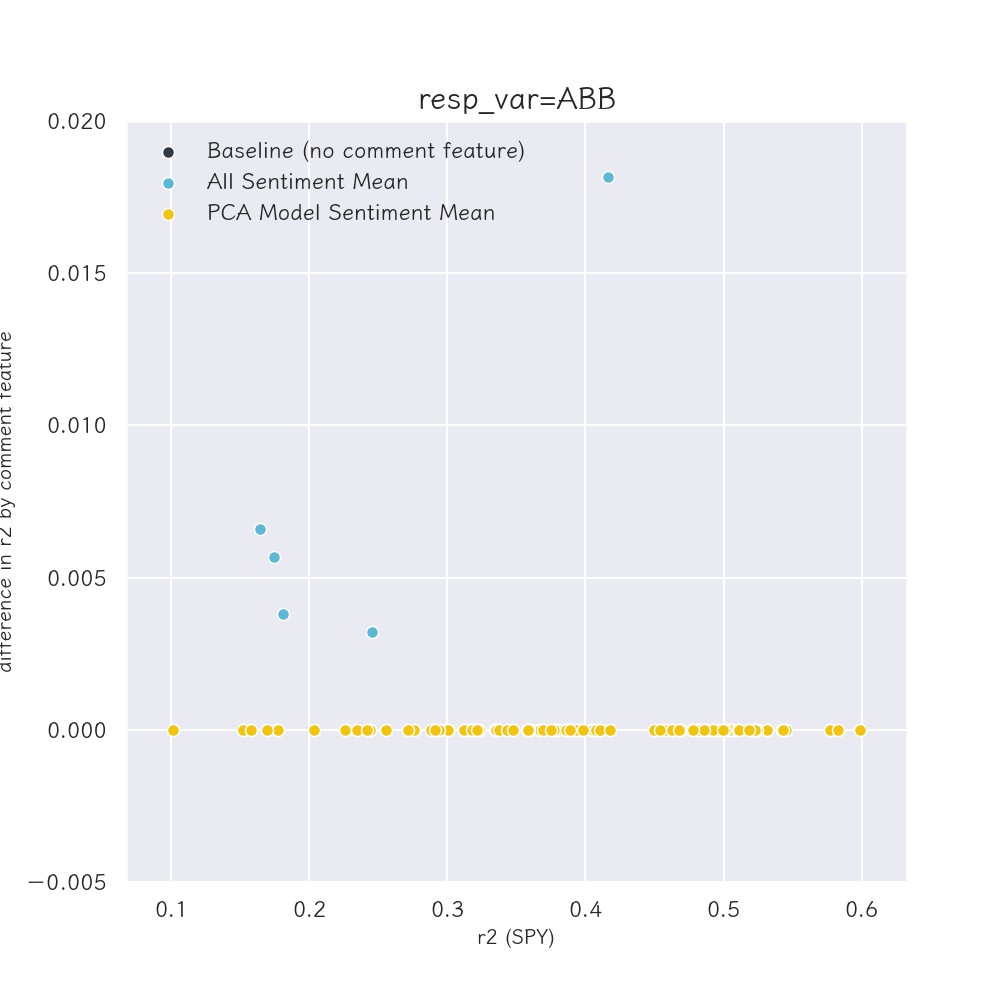 resp_var=ABB
0.020
0.015
0.010
0.005
0.000
−0.005
Baseline (no comment feature)
All Sentiment Mean
PCA Model Sentiment Mean
difference in r2 by comment feature
0.1 0.2 0.3 0.4 0.5 0.6
r2 (SPY)